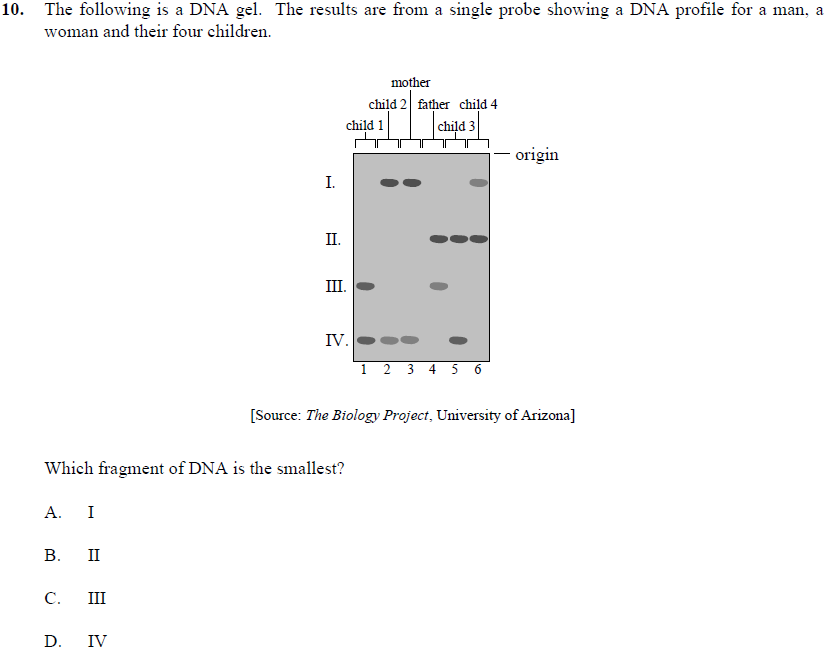 10. The following is a DNA gel. The results are from a single probe showing a DNA profile for a man, a
woman and their four children.
mother
child 2 father child 4
child 1 child 3
origin
I.
II.
III.
IV.
1 2 3 4 5 6
[Source: The Biology Project, University of Arizona]
Which fragment of DNA is the smallest?
A. I
B. II
C. III
D. IV